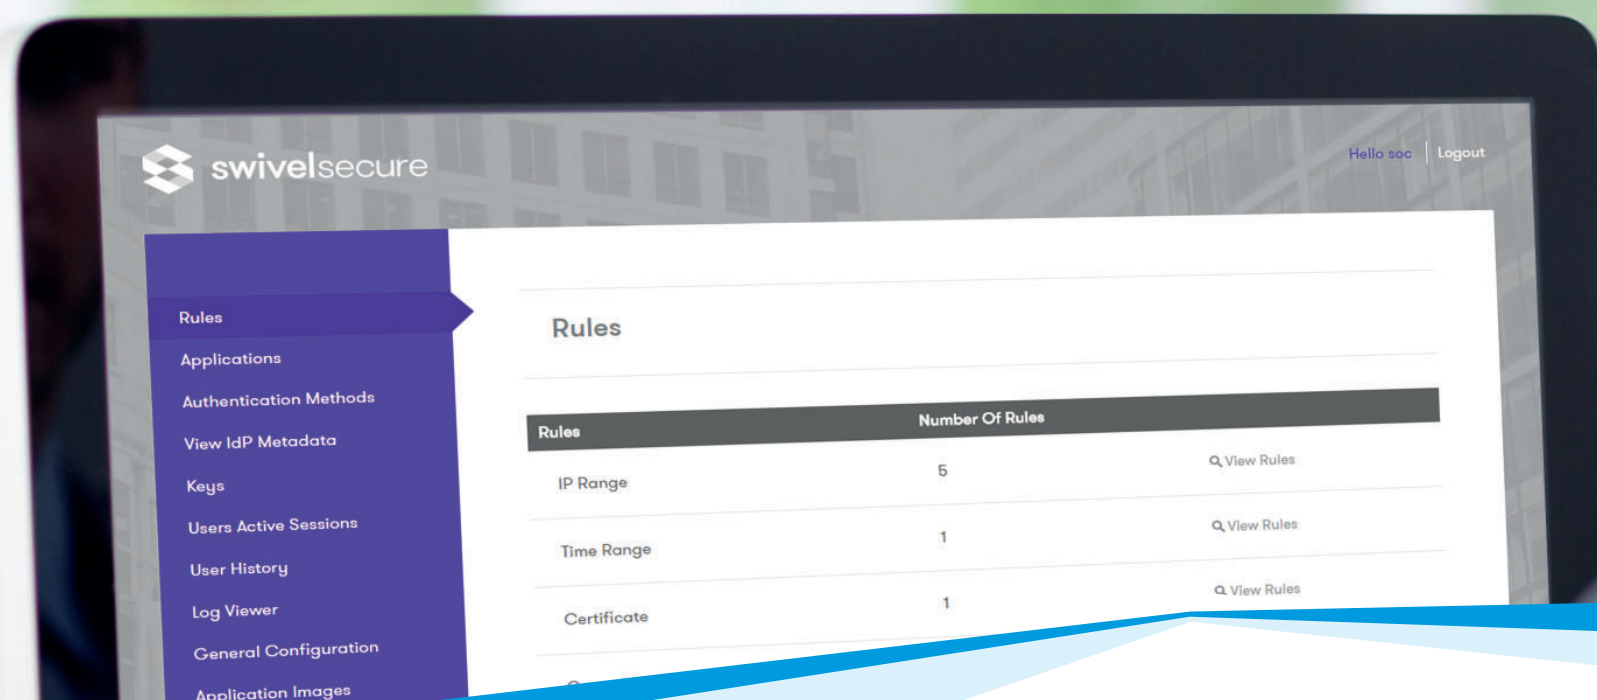 swivelsecure
Hello soc
Logout
Rules
Applications
Authentication Methods
View IdP Metadata
Keys
Users Active Sessions
User History
Log Viewer
General Configuration
Application Images
Rules
Rules Number Of Rules
IP Range 5 View Rules
Time Range 1 View Rules
Certificate 1 View Rules